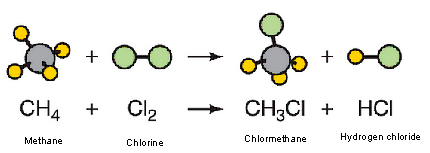 + → +
CH4 + Cl2 → CH3Cl + HCl
Methane Chlorine Chlormethane Hydrogen chloride